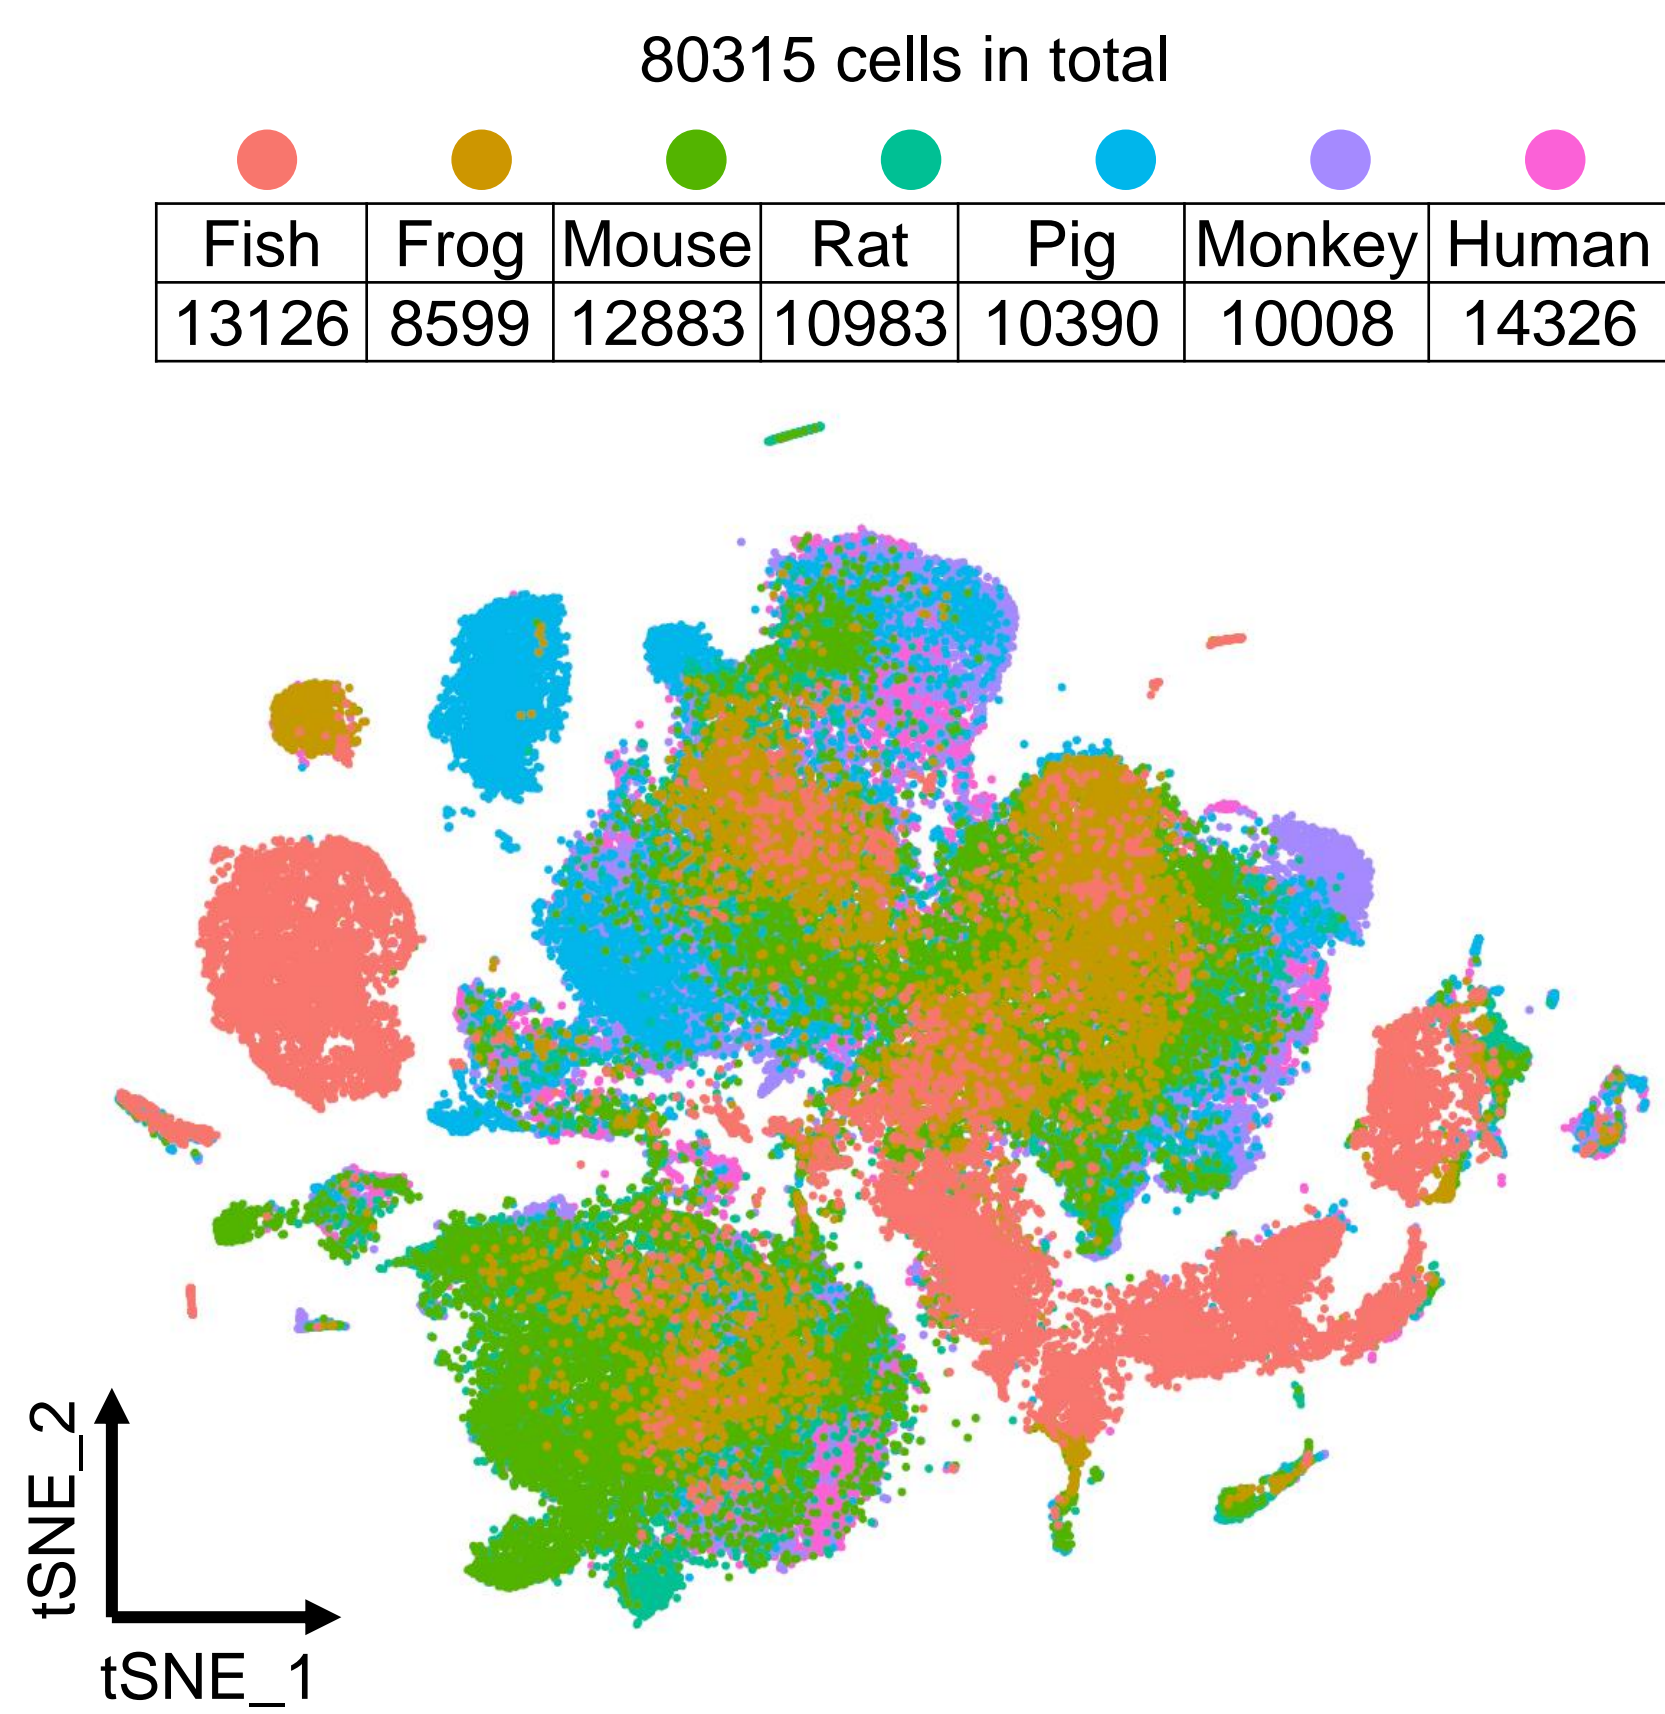 80315 cells in total
Fish Frog Mouse Rat Pig Monkey Human
13126 8599 12883 10983 10390 10008 14326
tSNE_2
tSNE_1